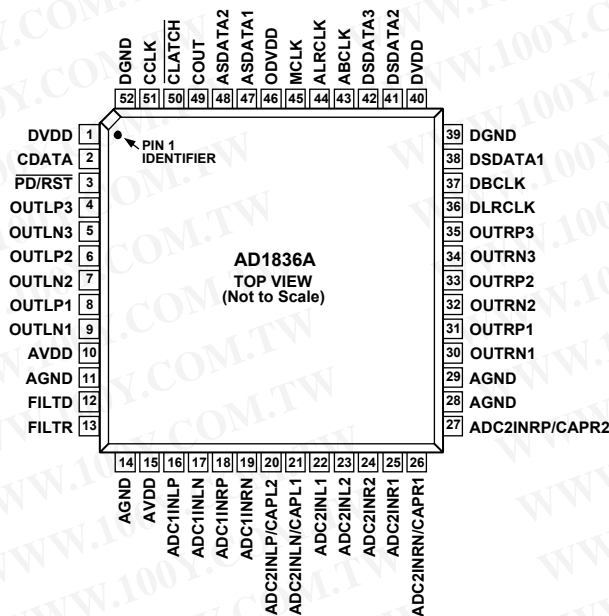 DGND
CCLK
CLATCH
COUT
ASDATA2
ASDATA1
ODVDD
MCLK
ALRCLK
ABCLK
DSDATA3
DSDATA2
DVDD
52 51 50 49 48 47 46 45 44 43 42 41 40
DVDD 1
CDATA 2
PD/RST 3
OUTLP3 4
OUTLN3 5
OUTLP2 6
OUTLN2 7
OUTLP1 8
OUTLN1 9
AVDD 10
AGND 11
FILTD 12
FILTR 13
PIN 1
IDENTIFIER
AD1836A
TOP VIEW
(Not to Scale)
39 DGND
38 DSDATA1
37 DBCLK
36 DLRCLK
35 OUTRP3
34 OUTRN3
33 OUTRP2
32 OUTRN2
31 OUTRP1
30 OUTRN1
29 AGND
28 AGND
27 ADC2INRP/CAPR2
14 15 16 17 18 19 20 21 22 23 24 25 26
AGND
AVDD
ADC1INLP
ADC1INLN
ADC1INRP
ADC1INRN
ADC2INLP/CAPL2
ADC2INLN/CAPL1
ADC2INL1
ADC2INL2
ADC2INR2
ADC2INR1
ADC2INRN/CAPR1
WWW.100Y.COM.TW